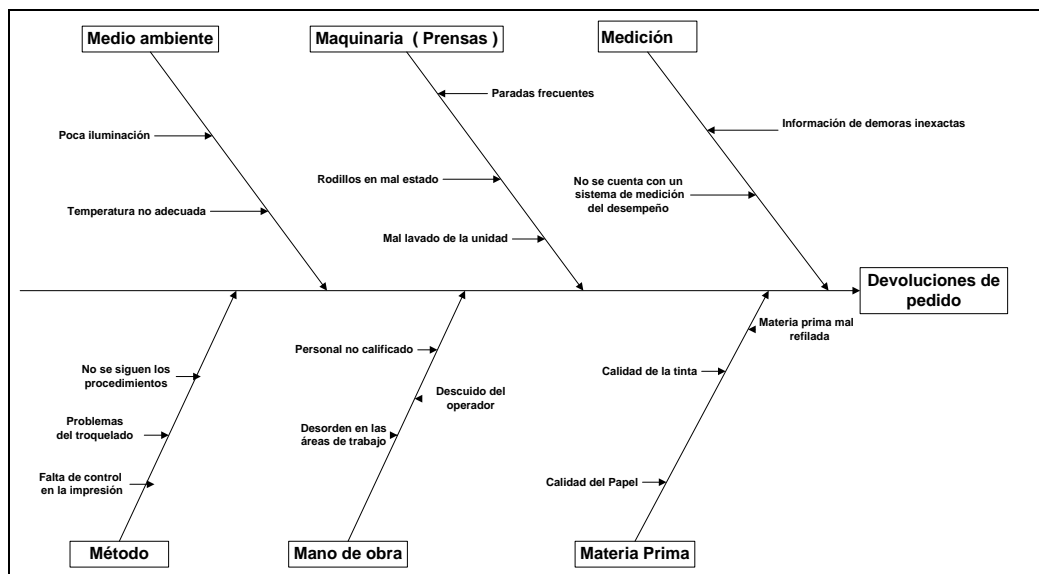 Medio ambiente
Maquinaria ( Prensas )
Medición
Paradas frecuentes
Poca iluminación
Información de demoras inexactas
Rodillos en mal estado
No se cuenta con un
sistema de medición
del desempeño
Temperatura no adecuada
Mal lavado de la unidad
Devoluciones de
pedido
Materia prima mal
refilada
Personal no calificado
No se siguen los
procedimientos
Calidad de la tinta
Descuido del
operador
Problemas
del troquelado
Desorden en las
áreas de trabajo
Falta de control
en la impresión
Calidad del Papel
Método
Mano de obra
Materia Prima